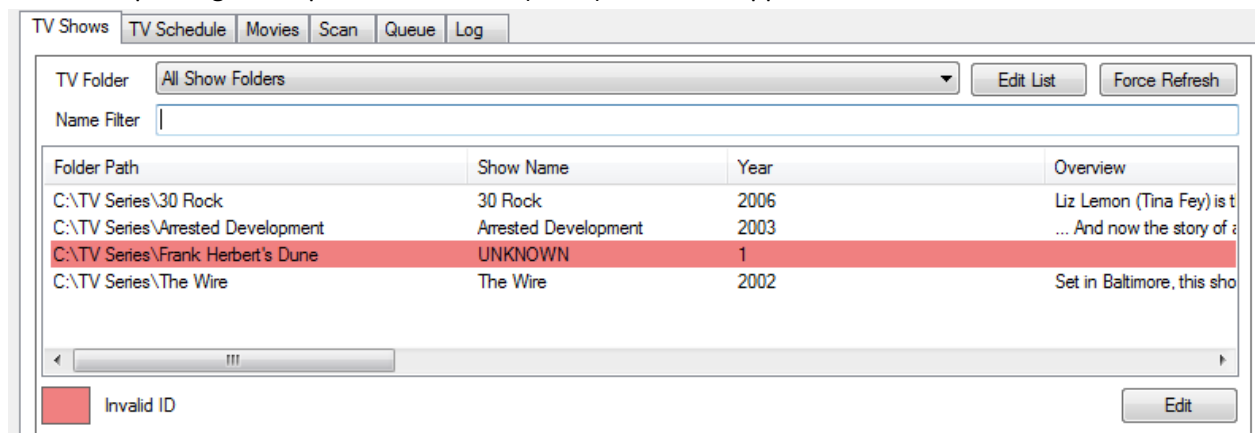 TV Shows TV Schedule Movies Scan Queue Log
TV Folder All Show Folders Edit List Force Refresh
Name Filter
Folder Path Show Name Year Overview
C:\TV Series\30 Rock 30 Rock 2006 Liz Lemon (Tina Fey) is t
C:\TV Series\Arrested Development Arrested Development 2003 ... And now the story of a
C:\TV Series\Frank Herbert's Dune UNKNOWN 1
C:\TV Series\The Wire The Wire 2002 Set in Baltimore, this sho
Invalid ID Edit